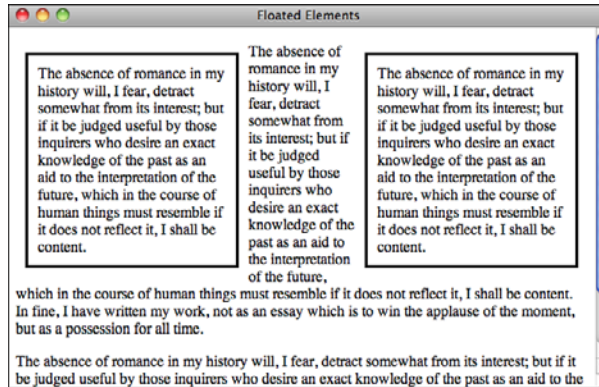 Floated Elements
The absence of romance in my
history will, I fear, detract
somewhat from its interest; but
if it be judged useful by those
inquirers who desire an exact
knowledge of the past as an
aid to the interpretation of the
future, which in the course of
human things must resemble if
it does not reflect it, I shall be
content.
The absence of
romance in my
history will, I
fear, detract
somewhat from
its interest; but if
it be judged
useful by those
inquirers who
desire an exact
knowledge of the
past as an aid to
the interpretation
of the future,
The absence of romance in my
history will, I fear, detract
somewhat from its interest; but
if it be judged useful by those
inquirers who desire an exact
knowledge of the past as an
aid to the interpretation of the
future, which in the course of
human things must resemble if
it does not reflect it, I shall be
content.
which in the course of human things must resemble if it does not reflect it, I shall be content.
In fine, I have written my work, not as an essay which is to win the applause of the moment,
but as a possession for all time.
The absence of romance in my history will, I fear, detract somewhat from its interest; but if it
be judged useful by those inquirers who desire an exact knowledge of the past as an aid to the